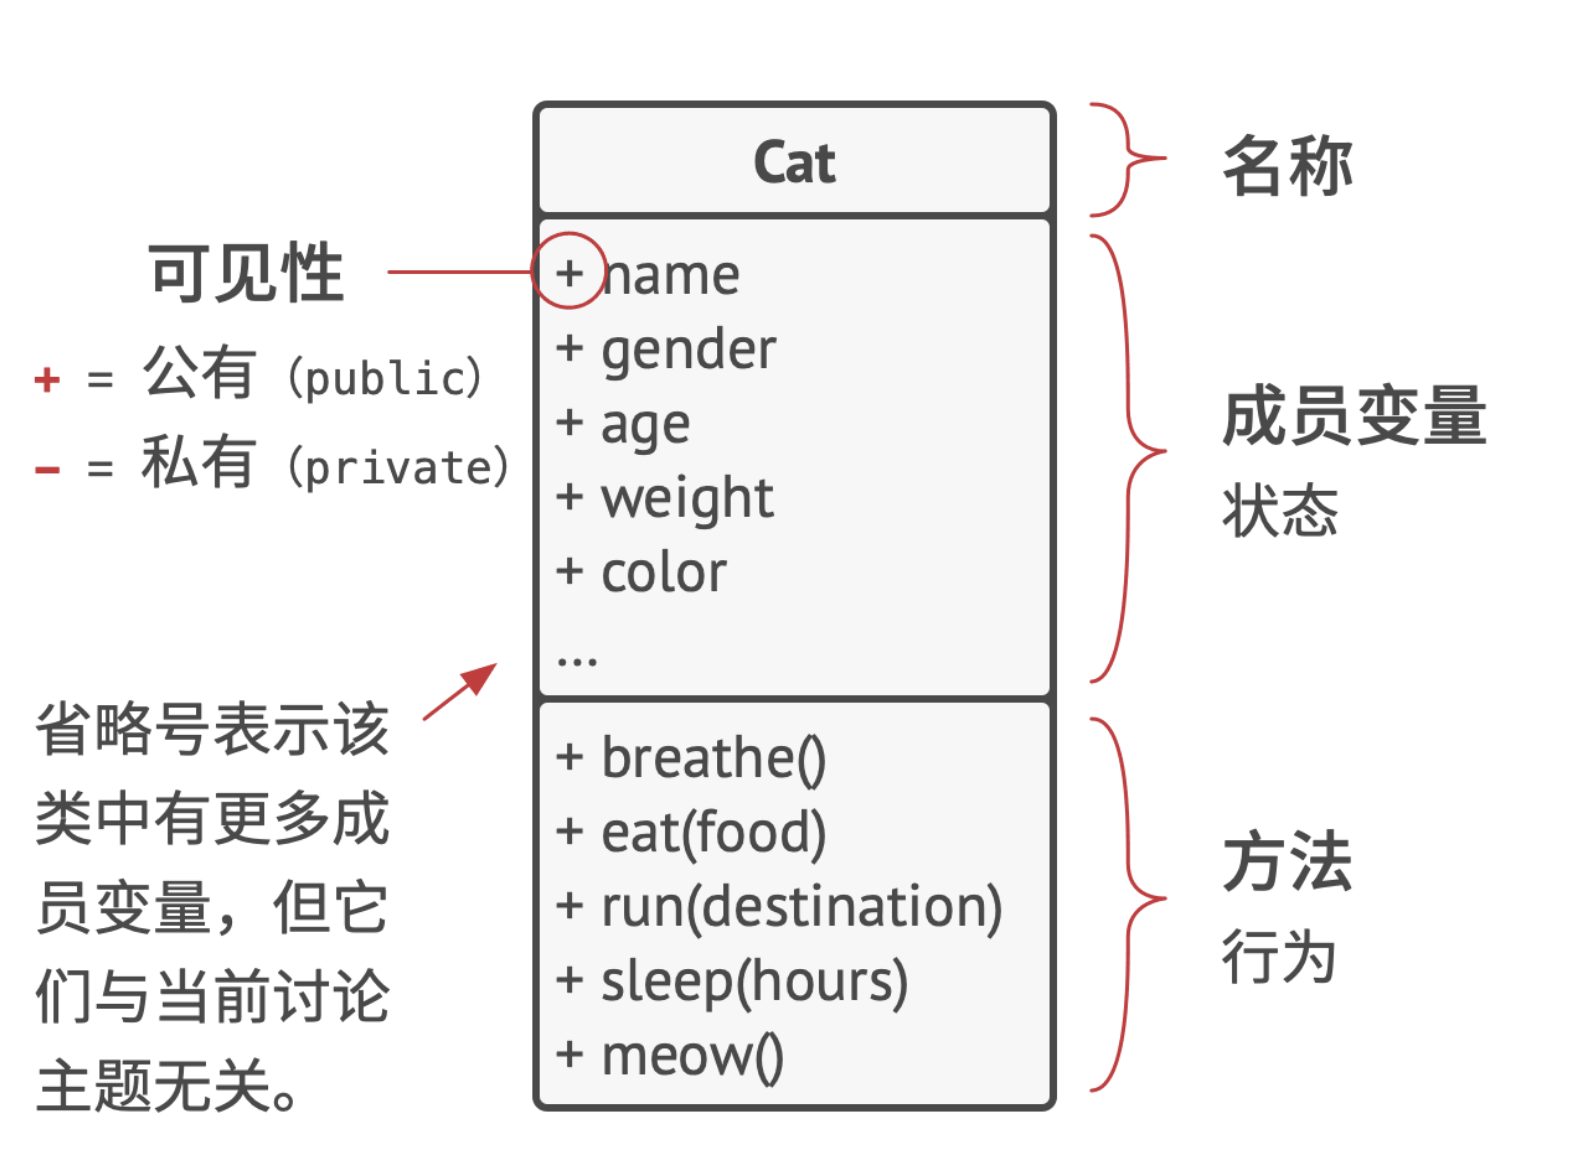 Cat
名称
可见性
+ = 公有（public）
− = 私有（private）
+ name
+ gender
+ age
+ weight
+ color
...
成员变量
状态
省略号表示该
类中有更多成
员变量，但它
们与当前讨论
主题无关。
+ breathe()
+ eat(food)
+ run(destination)
+ sleep(hours)
+ meow()
方法
行为